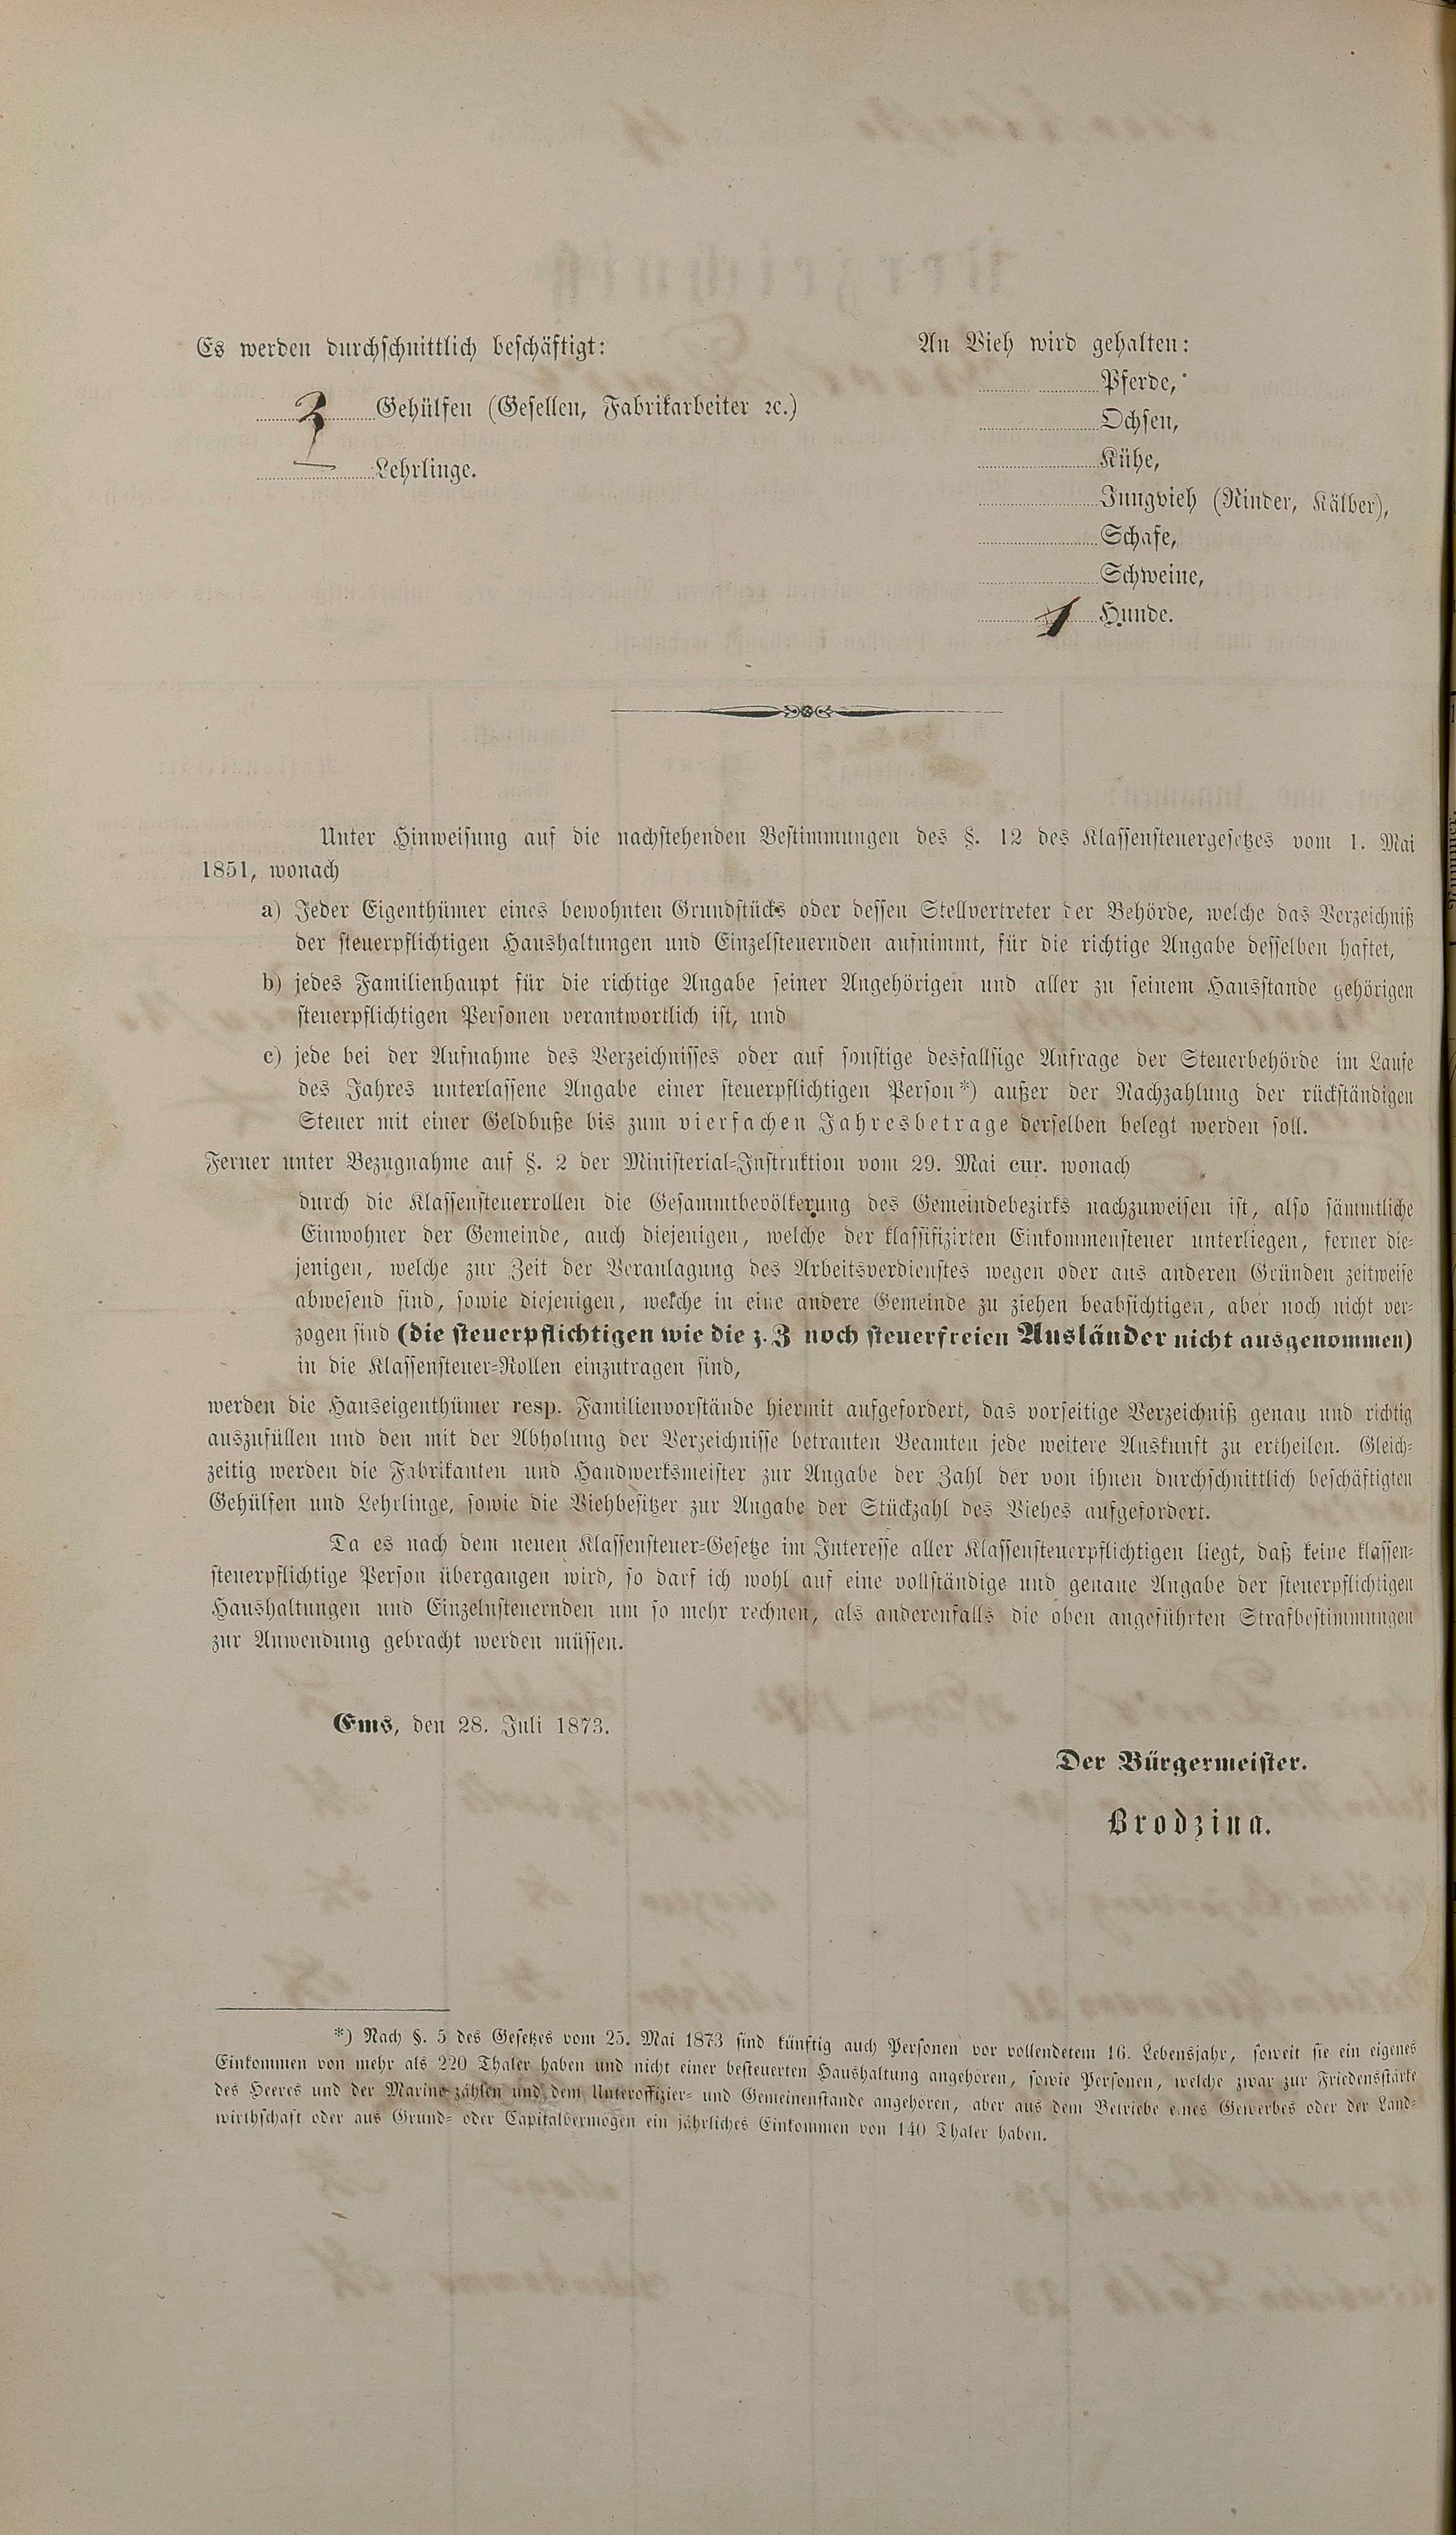 Es werden durchschnittlich beschäftigt:
3 Gehülfen (Gesellen, Fabrikarbeiter ꝛc.)
— Lehrlinge.
An Vieh wird gehalten:
Pferde,
Ochsen,
Kühe,
Jungvieh (Rinder, Kälber),
Schafe,
Schweine,
1 Hunde.
Unter Hinweisung auf die nachstehenden Bestimmungen des §. 12 des Klassensteuergesetzes vom 1. Mai
1851, wonach
a) Jeder Eigenthümer eines bewohnten Grundstücks oder dessen Stellvertreter der Behörde, welche das Verzeichniß
der steuerpflichtigen Haushaltungen und Einzelsteuernden aufnimmt, für die richtige Angabe desselben haftet,
b) jedes Familienhaupt für die richtige Angabe seiner Angehörigen und aller zu seinem Hausstande gehörigen
steuerpflichtigen Personen verantwortlich ist, und
c) jede bei der Aufnahme des Verzeichnisses oder auf sonstige desfallsige Anfrage der Steuerbehörde im Laufe
des Jahres unterlassene Angabe einer steuerpflichtigen Person*) außer der Nachzahlung der rückständigen
Steuer mit einer Geldbuße bis zum vierfachen Jahresbetrage derselben belegt werden soll.
Ferner unter Bezugnahme auf §. 2 der Ministerial-Instruktion vom 29. Mai cur. wonach
durch die Klassensteuerrollen die Gesammtbevölkerung des Gemeindebezirks nachzuweisen ist, also sämmtliche
Einwohner der Gemeinde, auch diejenigen, welche der klassifizirten Einkommensteuer unterliegen, ferner die-
jenigen, welche zur Zeit der Veranlagung des Arbeitsverdienstes wegen oder aus anderen Gründen zeitweise
abwesend sind, sowie diejenigen, welche in eine andere Gemeinde zu ziehen beabsichtigen, aber noch nicht ver-
zogen sind (die steuerpflichtigen wie die z. Z noch steuerfreien Ausländer nicht ausgenommen)
in die Klassensteuer-Rollen einzutragen sind,
werden die Hauseigenthümer resp. Familienvorstände hiermit aufgefordert, das vorseitige Verzeichniß genau und richtig
auszufüllen und den mit der Abholung der Verzeichnisse betrauten Beamten jede weitere Auskunft zu ertheilen. Gleich-
zeitig werden die Fabrikanten und Handwerksmeister zur Angabe der Zahl der von ihnen durchschnittlich beschäftigten
Gehülfen und Lehrlinge, sowie die Viehbesitzer zur Angabe der Stückzahl des Viehes aufgefordert.
Da es nach dem neuen Klassensteuer-Gesetze im Interesse aller Klassensteuerpflichtigen liegt, daß keine klassen-
steuerpflichtige Person übergangen wird, so darf ich wohl auf eine vollständige und genaue Angabe der steuerpflichtigen
Haushaltungen und Einzelnsteuernden um so mehr rechnen, als anderenfalls die oben angeführten Strafbestimmungen
zur Anwendung gebracht werden müssen.
Ems, den 28. Juli 1873.
Der Bürgermeister.
Brodzina.
*) Nach §. 5 des Gesetzes vom 25. Mai 1873 sind künftig auch Personen vor vollendetem 16. Lebensjahr, soweit sie ein eigenes
Einkommen von mehr als 220 Thaler haben und nicht einer besteuerten Haushaltung angehören, sowie Personen, welche zwar zur Friedensstärke
des Heeres und der Marine zählen und dem Unteroffizier- und Gemeinenstande angehören, aber aus dem Betriebe eines Gewerbes oder der Land-
wirthschaft oder aus Grund- oder Capitalvermögen ein jährliches Einkommen von 140 Thaler haben.